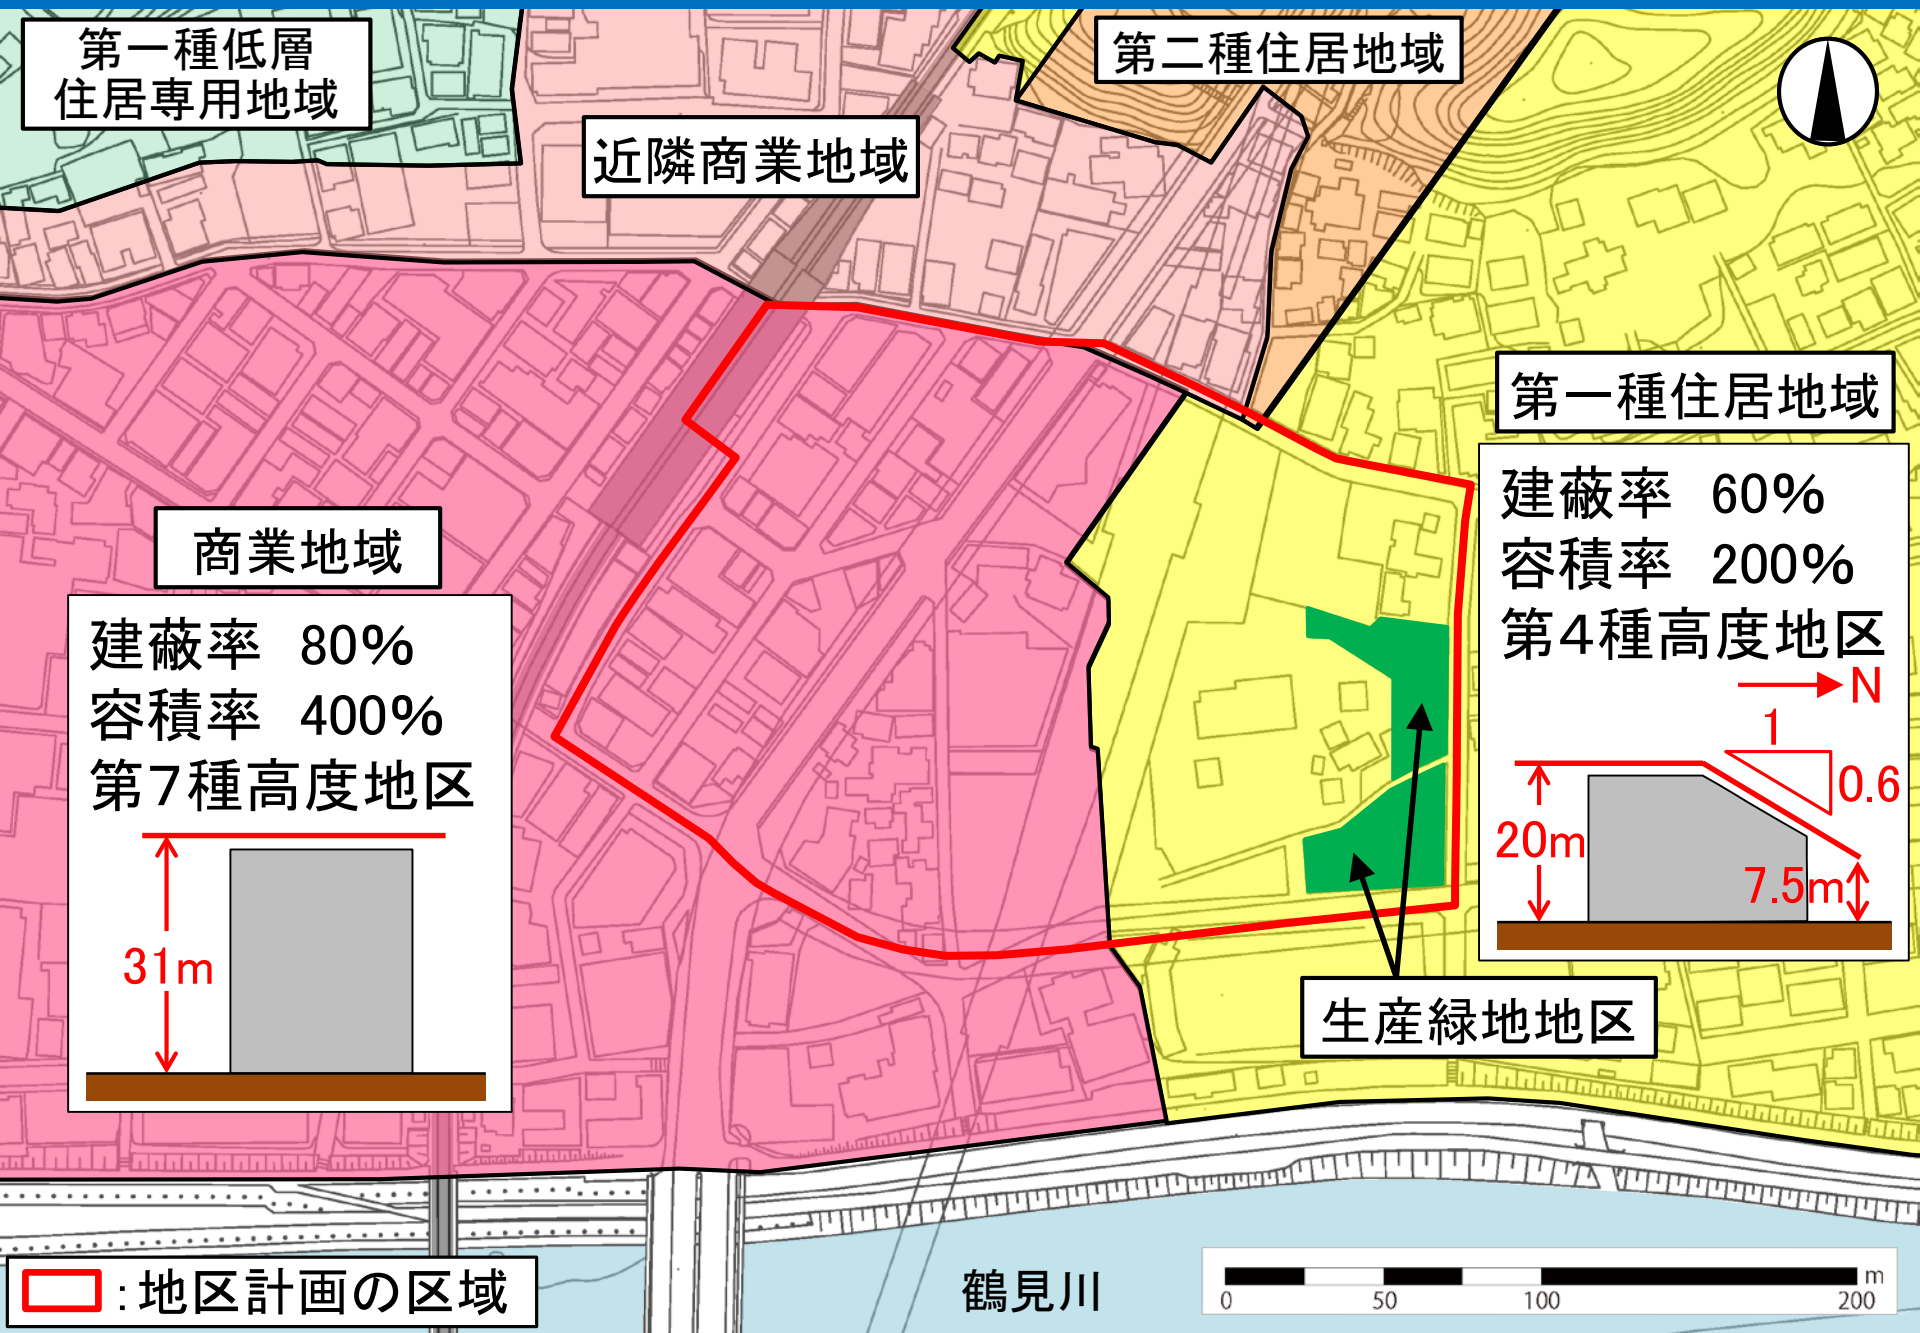 第一種低層
住居専用地域
近隣商業地域
第二種住居地域
第一種住居地域
建蔽率 60%
容積率 200%
第4種高度地区
N
1
0.6
20m
7.5m
商業地域
建蔽率 80%
容積率 400%
第7種高度地区
31m
生産緑地地区
:地区計画の区域
鶴見川
0 50 100 200 m